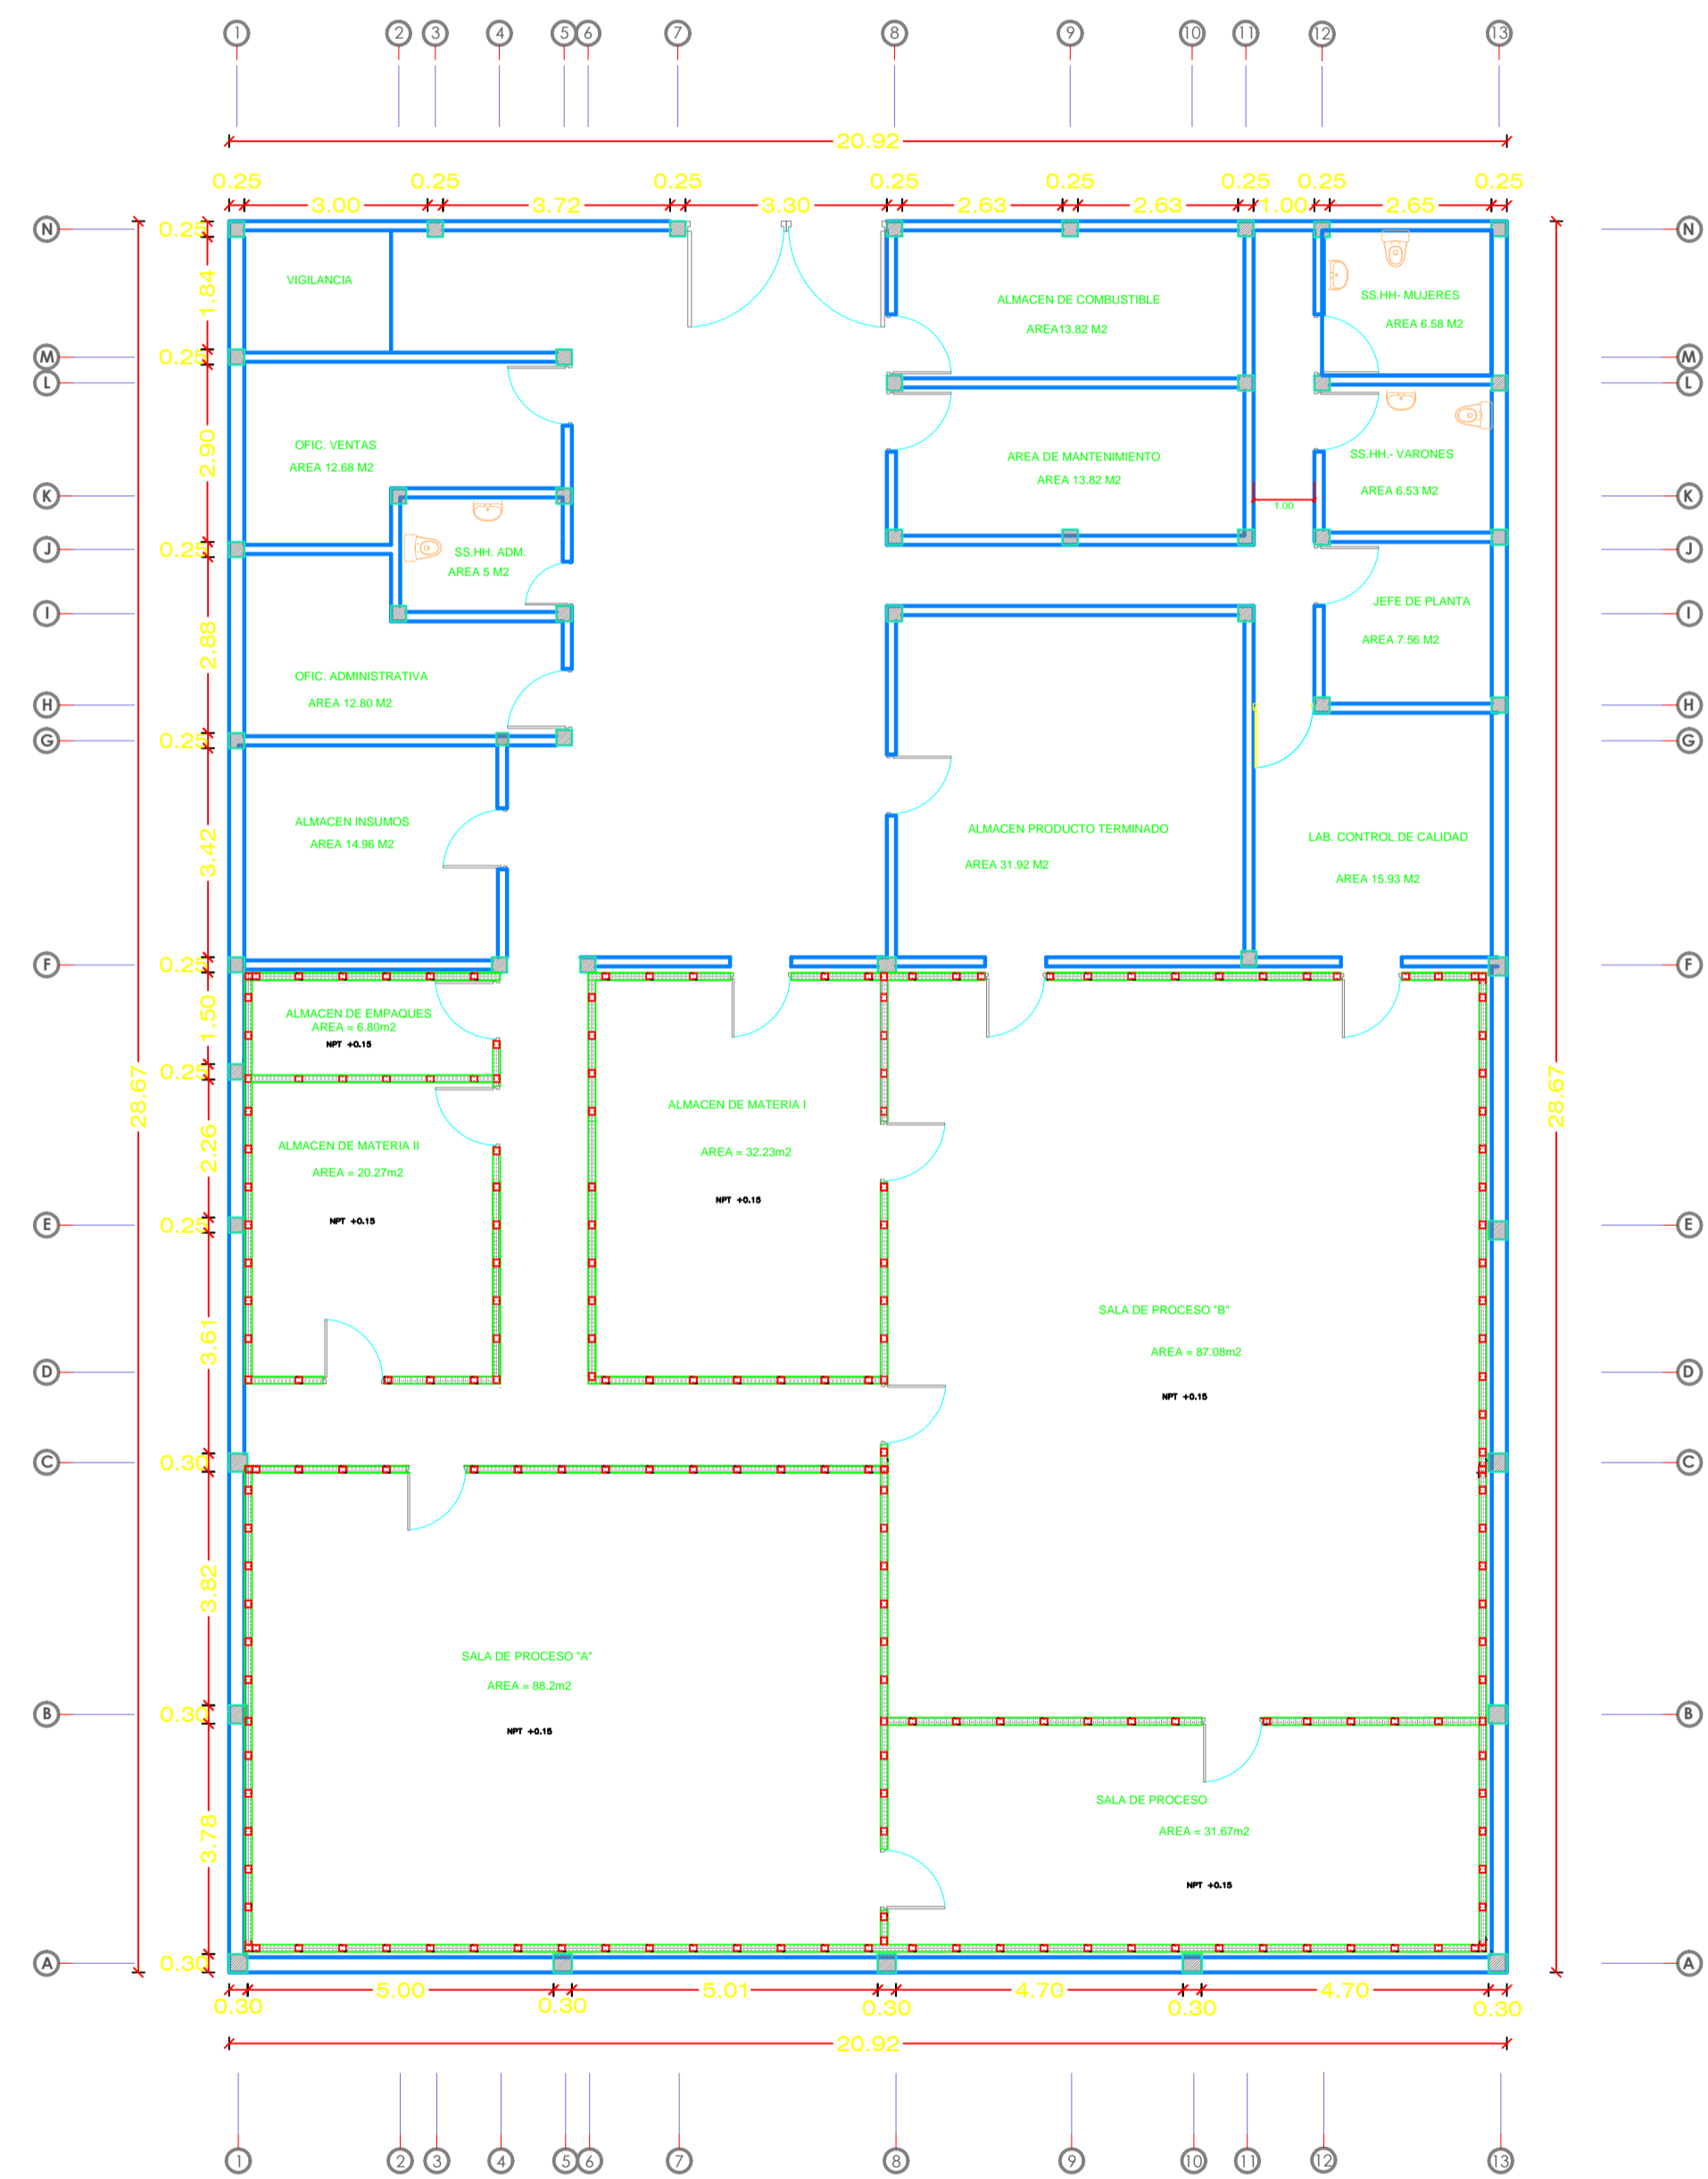 1 2 3 4 5 6 7 8 9 10 11 12 13
20.92
0.25 0.25 0.25 0.25 0.25 0.25 0.25 0.25
3.00 3.72 3.30 2.63 2.63 1.00 2.65
N 0.25 N
1.84
VIGILANCIA
ALMACEN DE COMBUSTIBLE
AREA13.82 M2
SS.HH- MUJERES
AREA 6.58 M2
M 0.25 M
L L
2.90
OFIC. VENTAS
AREA 12.68 M2
AREA DE MANTENIMIENTO
AREA 13.82 M2
SS.HH.- VARONES
AREA 6.53 M2
K K
1.00
J 0.25 J
SS.HH. ADM.
AREA 5 M2
JEFE DE PLANTA
AREA 7.56 M2
I I
2.88
OFIC. ADMINISTRATIVA
AREA 12.80 M2
H H
G 0.25 G
3.42
ALMACEN INSUMOS
AREA 14.96 M2
ALMACEN PRODUCTO TERMINADO
AREA 31.92 M2
LAB. CONTROL DE CALIDAD
AREA 15.93 M2
F 0.25 F
1.50
ALMACEN DE EMPAQUES
AREA = 6.80m2
NPT +0.15
0.25
28.67 28.67
2.26
ALMACEN DE MATERIA II
AREA = 20.27m2
NPT +0.15
ALMACEN DE MATERIA I
AREA = 32.23m2
NPT +0.15
E 0.25 E
3.61
SALA DE PROCESO "B"
AREA = 87.08m2
NPT +0.15
D D
C 0.30 C
3.82
SALA DE PROCESO "A"
AREA = 88.2m2
NPT +0.15
B 0.30 B
3.78
SALA DE PROCESO
AREA = 31.67m2
NPT +0.15
A 0.30 A
5.00 5.01 4.70 4.70
0.30 0.30 0.30 0.30 0.30
20.92
1 2 3 4 5 6 7 8 9 10 11 12 13